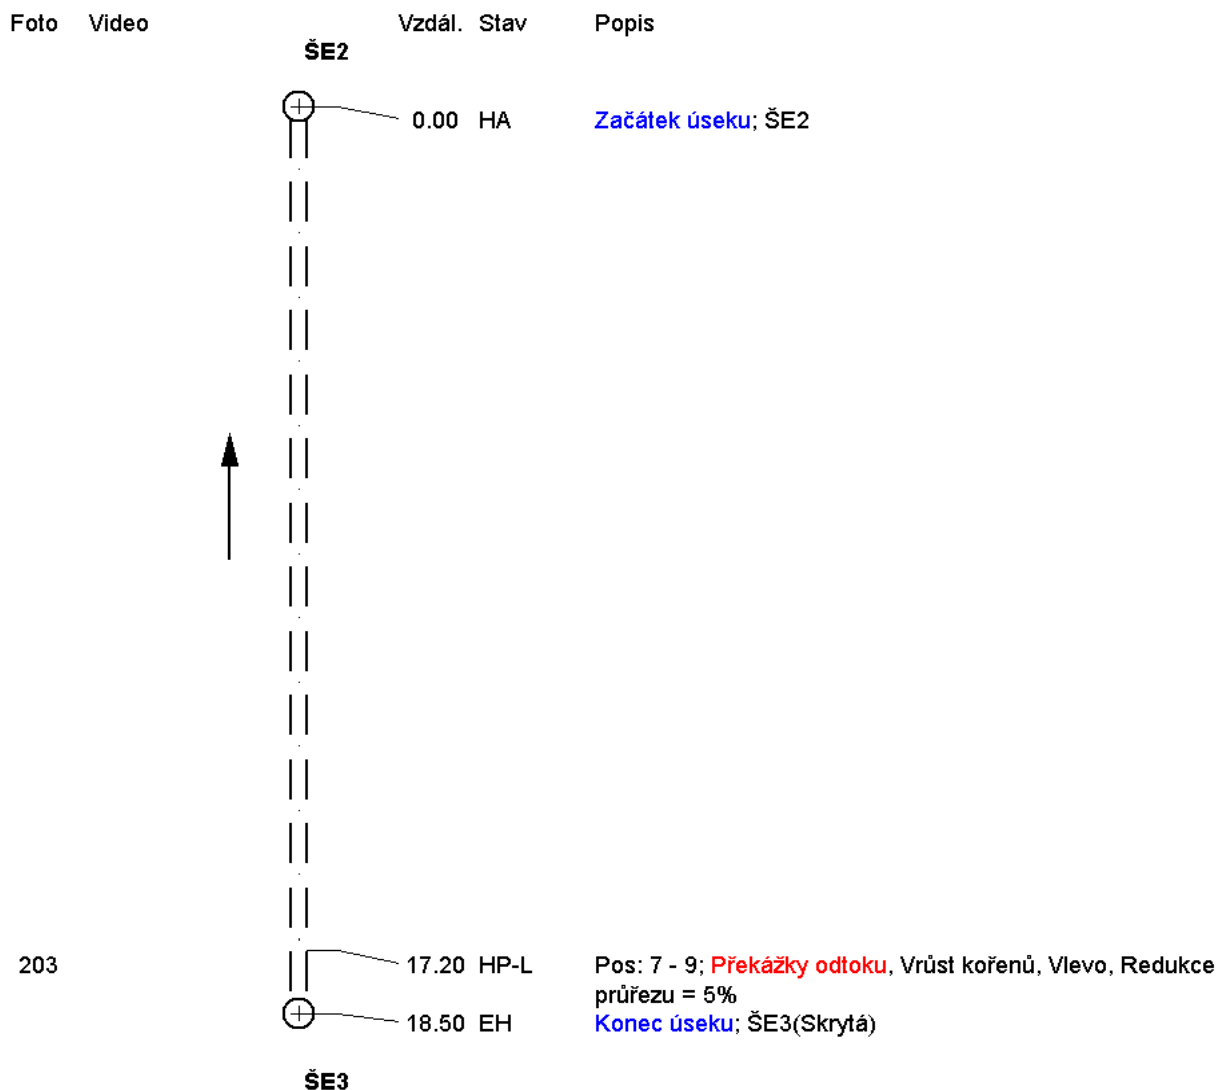 Foto Video Vzdál. Stav Popis
ŠE2
0.00 HA Začátek úseku; ŠE2
203 17.20 HP-L Pos: 7 - 9; Překážky odtoku, Vrůst kořenů, Vlevo, Redukce
průřezu = 5%
18.50 EH Konec úseku; ŠE3(Skrytá)
ŠE3